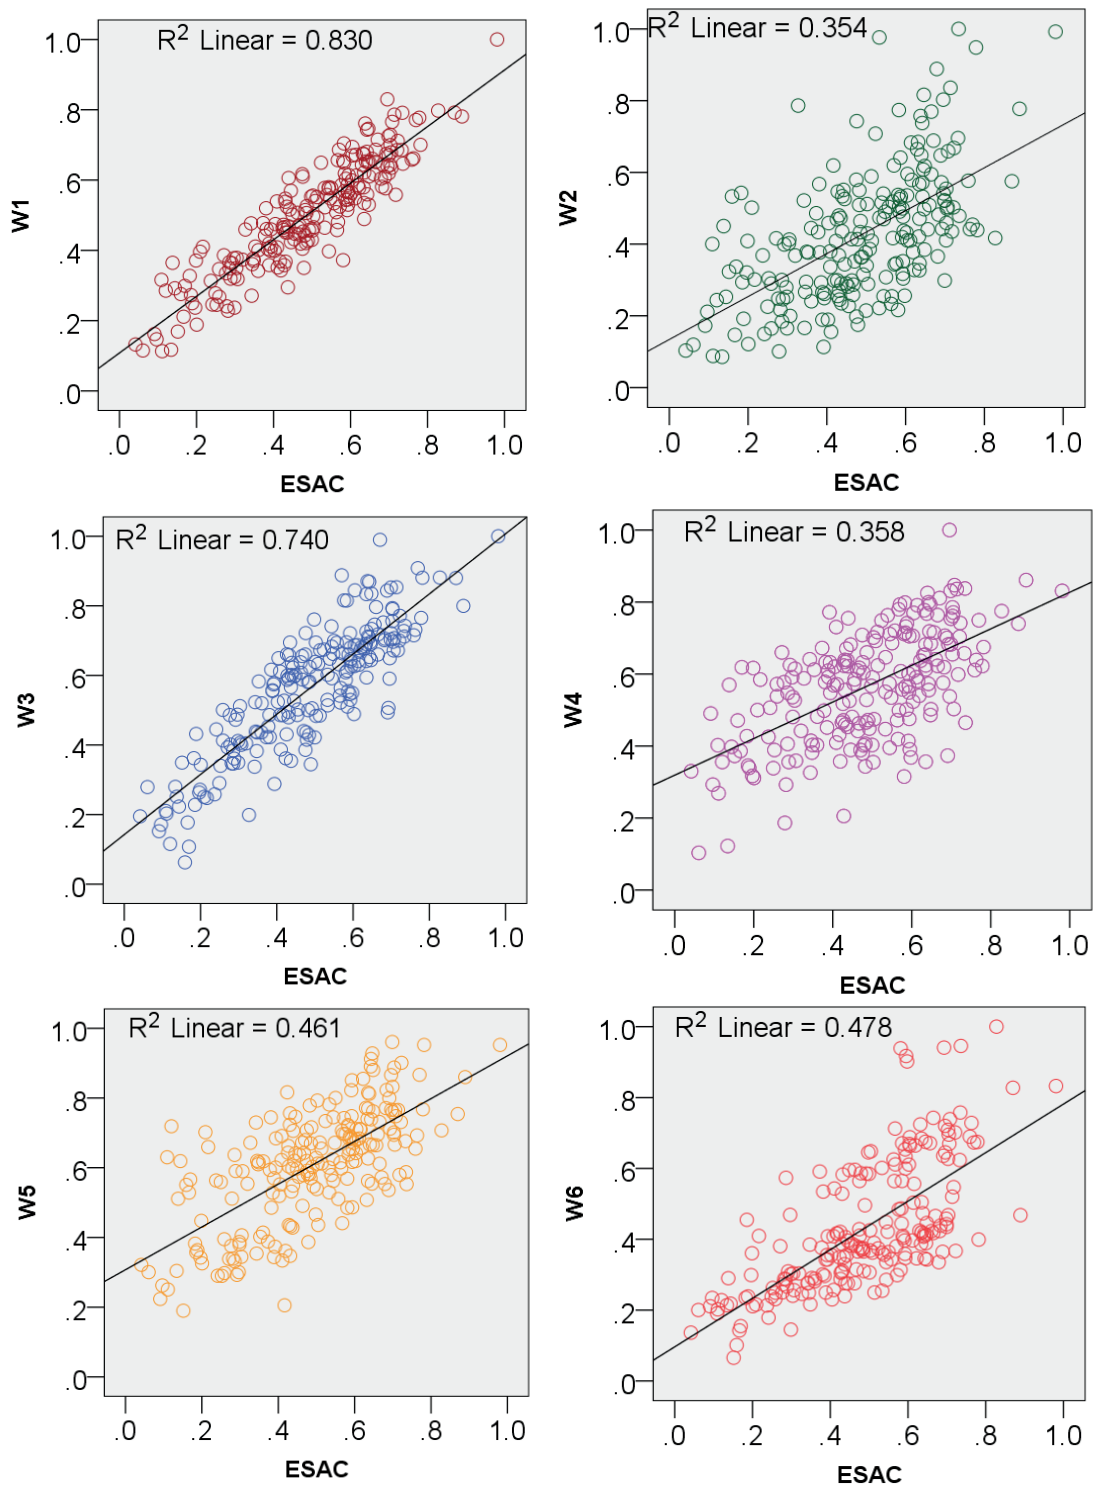 R² Linear = 0.830
1.0
.8
.6
.4
.2
.0
W1
.0 .2 .4 .6 .8 1.0
ESAC
R² Linear = 0.354
1.0
.8
.6
.4
.2
.0
W2
.0 .2 .4 .6 .8 1.0
ESAC
R² Linear = 0.740
1.0
.8
.6
.4
.2
.0
W3
.0 .2 .4 .6 .8 1.0
ESAC
R² Linear = 0.358
1.0
.8
.6
.4
.2
.0
W4
.0 .2 .4 .6 .8 1.0
ESAC
R² Linear = 0.461
1.0
.8
.6
.4
.2
.0
W5
.0 .2 .4 .6 .8 1.0
ESAC
R² Linear = 0.478
1.0
.8
.6
.4
.2
.0
W6
.0 .2 .4 .6 .8 1.0
ESAC